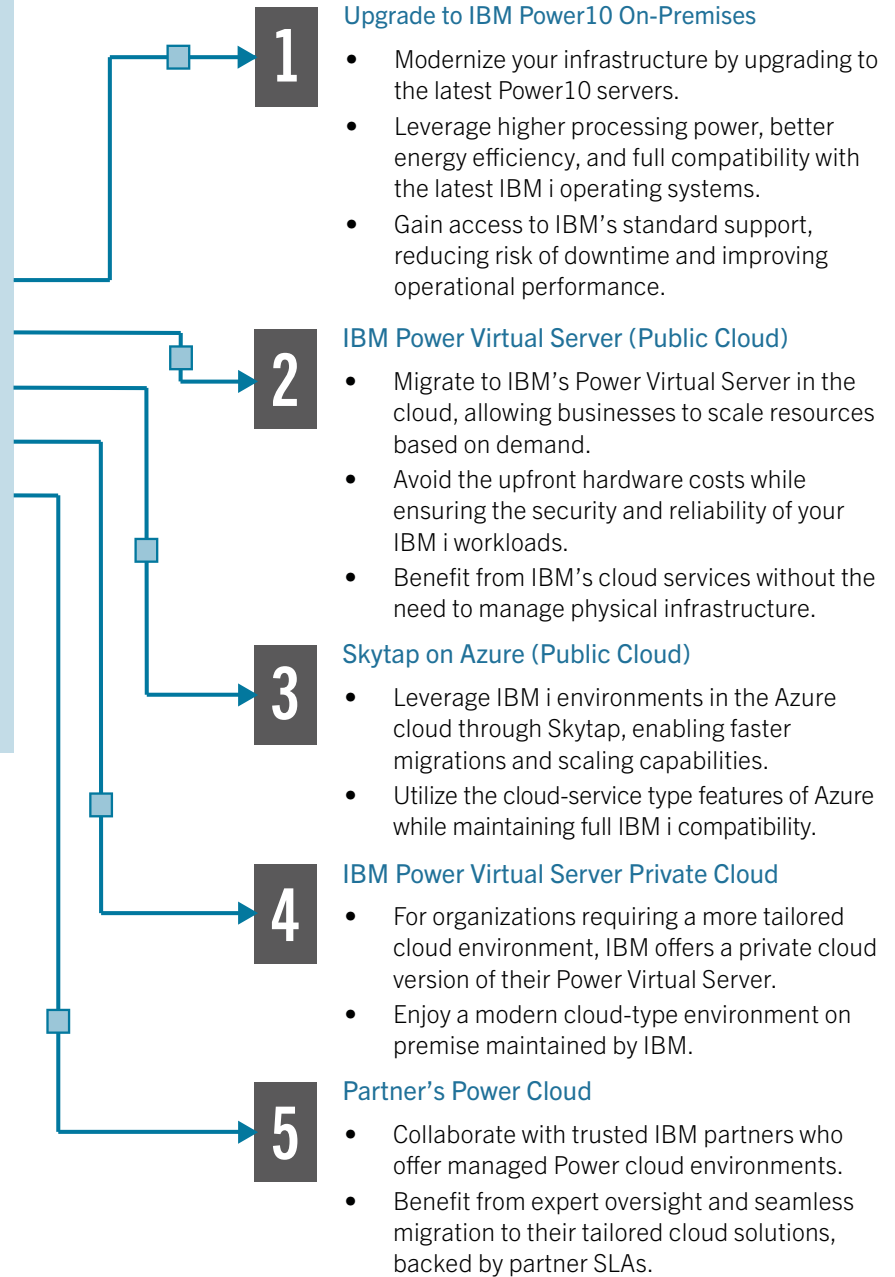 1
Upgrade to IBM Power10 On-Premises
• Modernize your infrastructure by upgrading to
the latest Power10 servers.
• Leverage higher processing power, better
energy efficiency, and full compatibility with
the latest IBM i operating systems.
• Gain access to IBM’s standard support,
reducing risk of downtime and improving
operational performance.
2
IBM Power Virtual Server (Public Cloud)
• Migrate to IBM’s Power Virtual Server in the
cloud, allowing businesses to scale resources
based on demand.
• Avoid the upfront hardware costs while
ensuring the security and reliability of your
IBM i workloads.
• Benefit from IBM’s cloud services without the
need to manage physical infrastructure.
3
Skytap on Azure (Public Cloud)
• Leverage IBM i environments in the Azure
cloud through Skytap, enabling faster
migrations and scaling capabilities.
• Utilize the cloud-service type features of Azure
while maintaining full IBM i compatibility.
4
IBM Power Virtual Server Private Cloud
• For organizations requiring a more tailored
cloud environment, IBM offers a private cloud
version of their Power Virtual Server.
• Enjoy a modern cloud-type environment on
premise maintained by IBM.
5
Partner’s Power Cloud
• Collaborate with trusted IBM partners who
offer managed Power cloud environments.
• Benefit from expert oversight and seamless
migration to their tailored cloud solutions,
backed by partner SLAs.